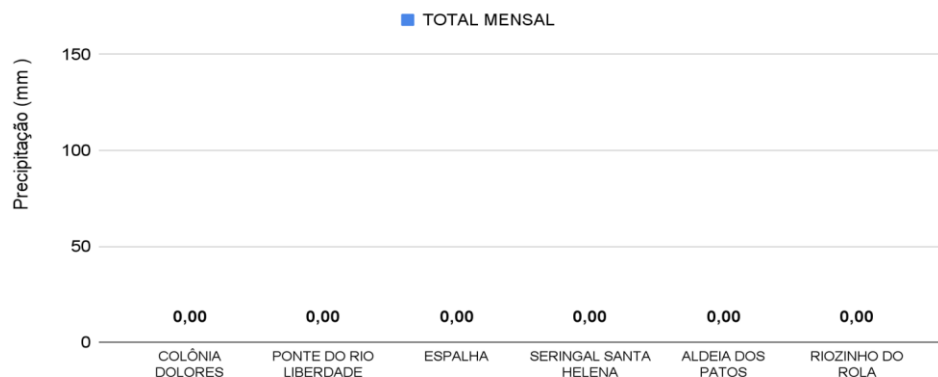 TOTAL MENSAL
Precipitação (mm )
150
100
50
0
0,00 0,00 0,00 0,00 0,00 0,00
COLÔNIA DOLORES
PONTE DO RIO LIBERDADE
ESPALHA
SERINGAL SANTA HELENA
ALDEIA DOS PATOS
RIOZINHO DO ROLA